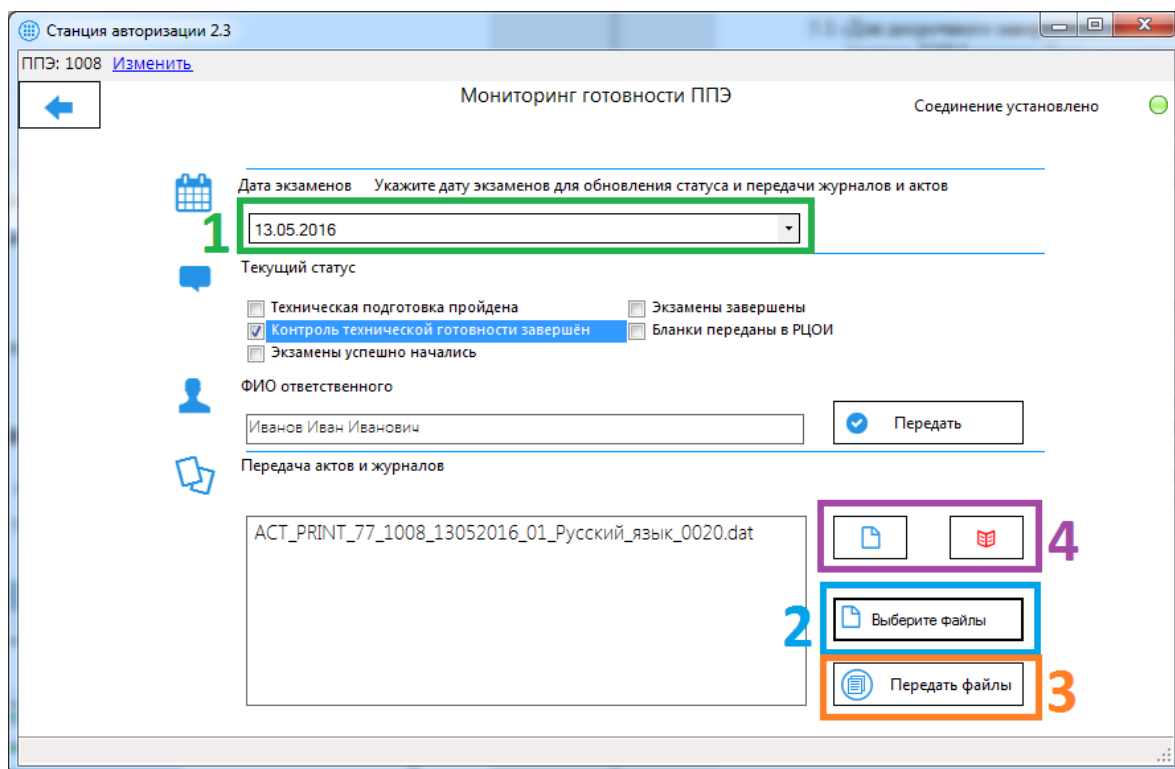 Станция авторизации 2.3
ППЭ: 1008 Изменить
Мониторинг готовности ППЭ
Соединение установлено
Дата экзаменов Укажите дату экзаменов для обновления статуса и передачи журналов и актов
1
13.05.2016
Текущий статус
Техническая подготовка пройдена
Экзамены завершены
Контроль технической готовности завершён
Бланки переданы в РЦОИ
Экзамены успешно начались
ФИО ответственного
Иванов Иван Иванович
Передать
Передача актов и журналов
ACT_PRINT_77_1008_13052016_01_Русский_язык_0020.dat
4
2
Выберите файлы
Передать файлы
3